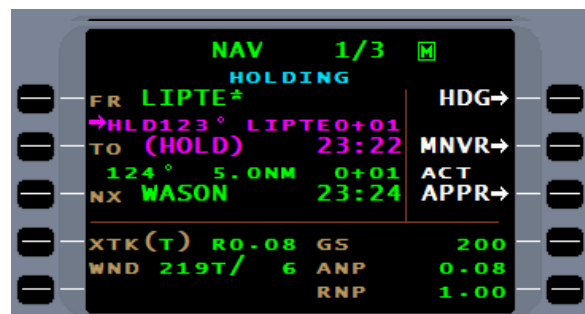 NAV 1/3 M
HOLDING
FR LIPTE* HDG→
→HLD123° LIPTE0+01
TO (HOLD) 23:22 MNVR→
124° 5.0NM 0+01 ACT
NX WASON 23:24 APPR→
XTK(T) R0.08 GS 200
WND 219T/ 6 ANP 0.08
RNP 1.00